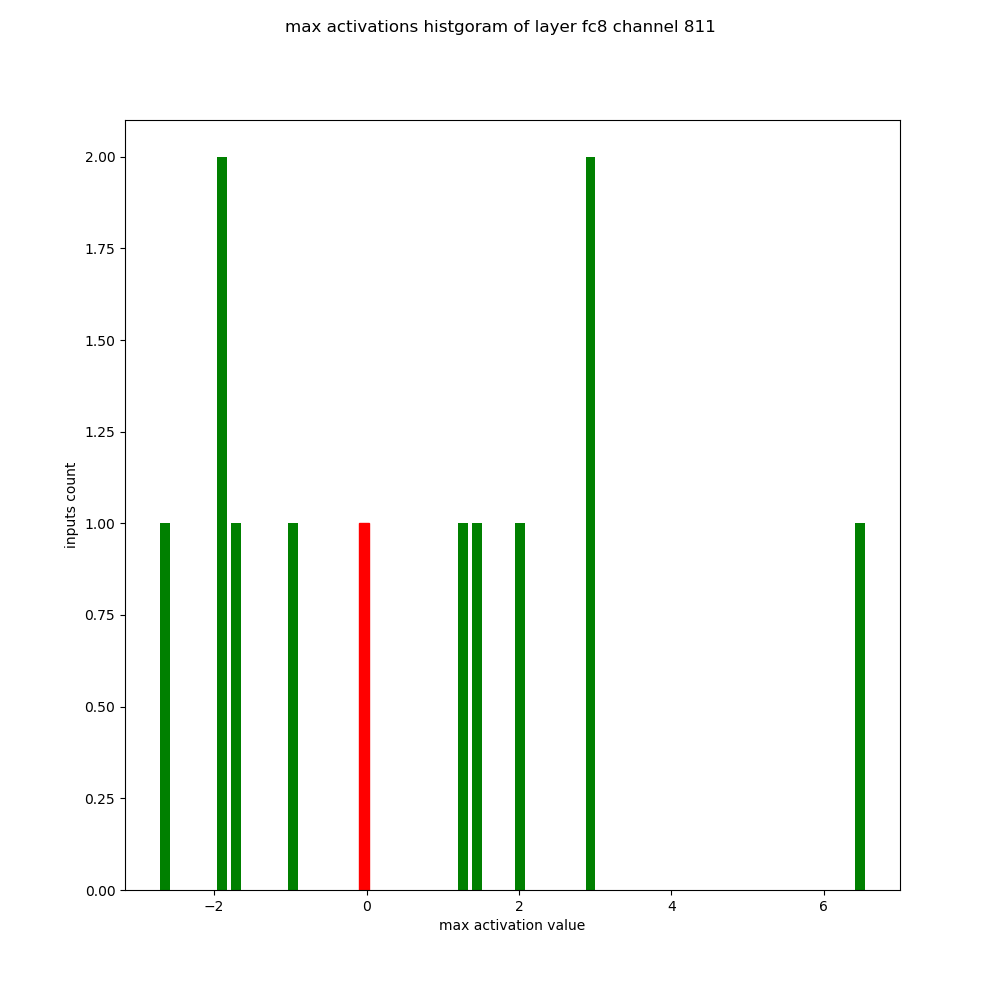 max activations histgoram of layer fc8 channel 811
2.00
1.75
1.50
1.25
1.00
0.75
0.50
0.25
0.00
inputs count
−2 0 2 4 6
max activation value